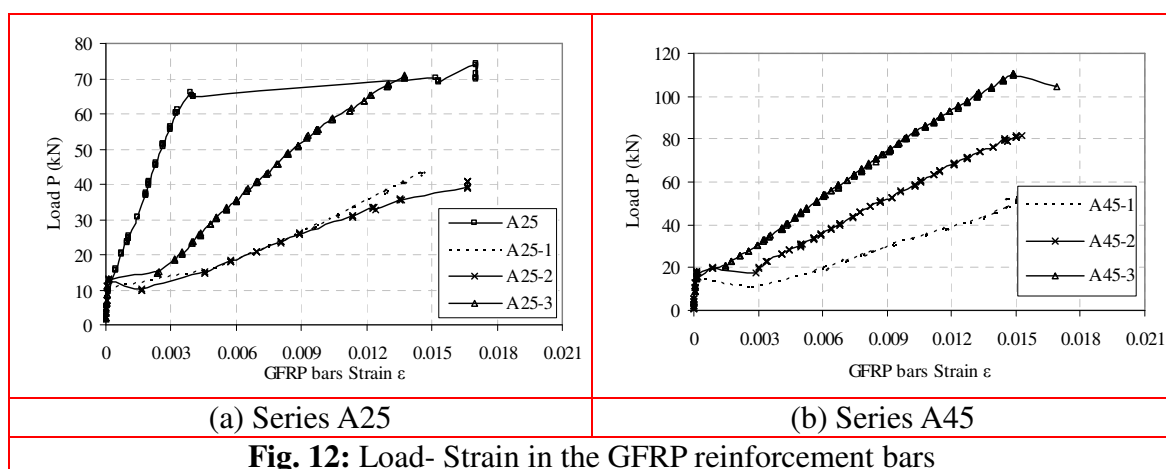 80
70
60
50
40
30
20
10
0
Load P (kN)
0 0.003 0.006 0.009 0.012 0.015 0.018 0.021
GFRP bars Strain ε
A25
A25-1
A25-2
A25-3
120
100
80
60
40
20
0
Load P (kN)
0 0.003 0.006 0.009 0.012 0.015 0.018 0.021
GFRP bars Strain ε
A45-1
A45-2
A45-3
(a) Series A25
(b) Series A45
Fig. 12: Load- Strain in the GFRP reinforcement bars